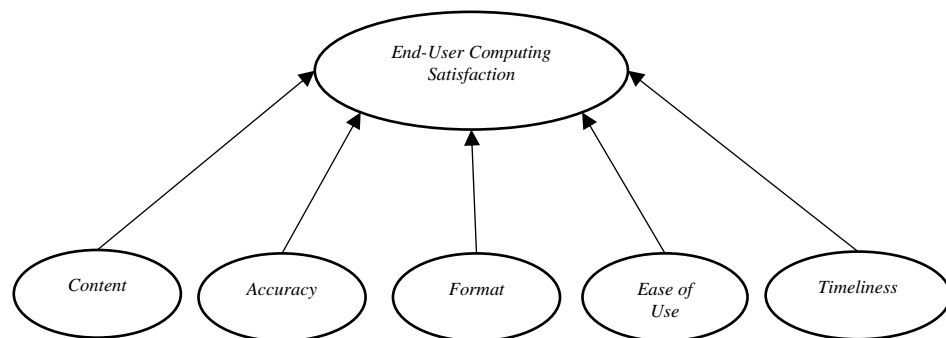 End-User Computing
Satisfaction
Content
Accuracy
Format
Ease of
Use
Timeliness